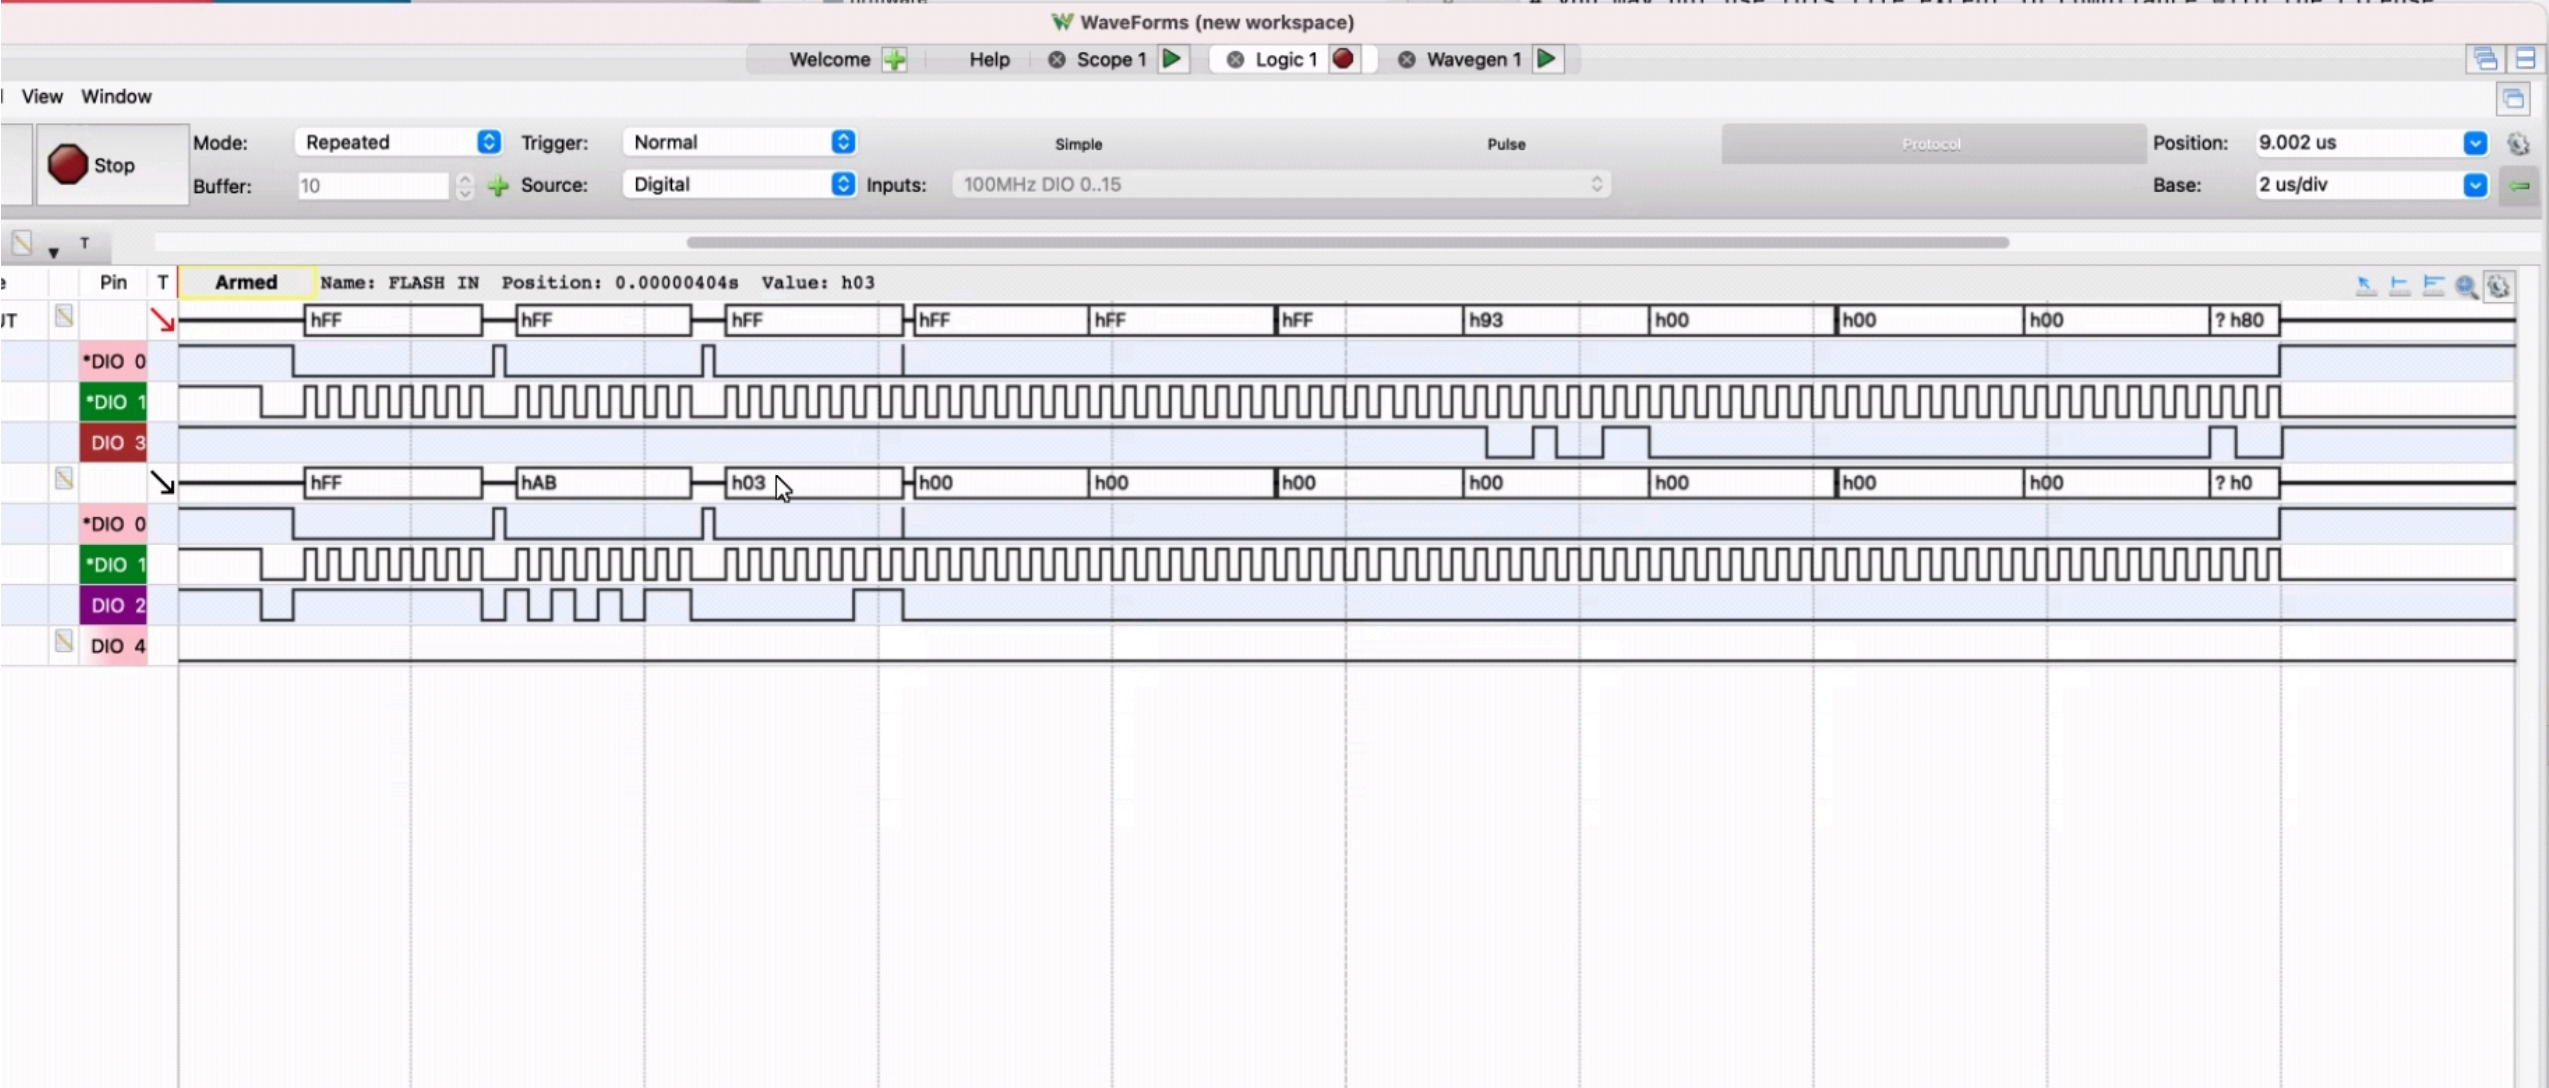 WaveForms (new workspace)
Welcome Help Scope 1 Logic 1 Wavegen 1
View Window
Stop Mode: Repeated Trigger: Normal Simple Pulse Protocol Position: 9.002 us
Buffer: 10 Source: Digital Inputs: 100MHz DIO 0..15 Base: 2 us/div
T
Pin T Armed Name: FLASH IN Position: 0.00000404s Value: h03
hFF hFF hFF hFF hFF hFF h93 h00 h00 h00 ? h80
*DIO 0
*DIO 1
DIO 3
hFF hAB h03 h00 h00 h00 h00 h00 h00 h00 ? h0
*DIO 0
*DIO 1
DIO 2
DIO 4